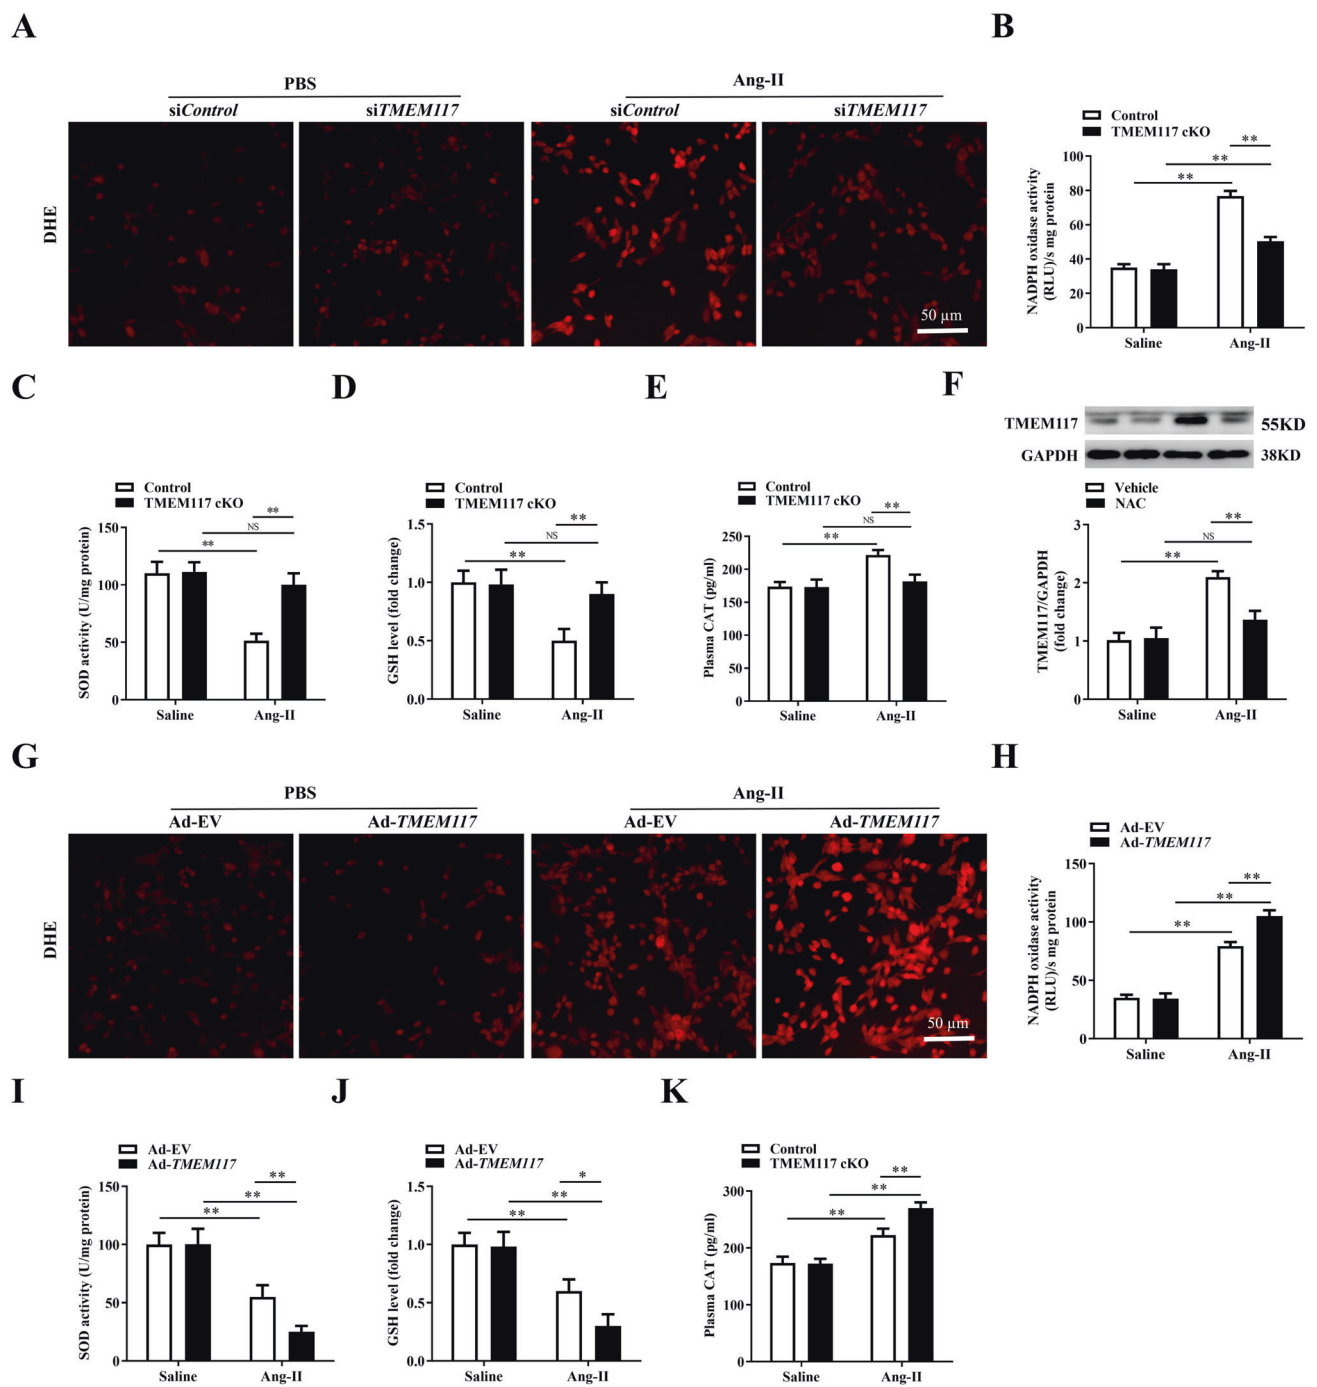 A
B
PBS
Ang-II
siControl
siTMEM117
siControl
siTMEM117
DHE
50 µm
Control
TMEM117 cKO
**
**
**
NADPH oxidase activity
(RLU)/s mg protein
100
80
60
40
20
0
Saline
Ang-II
C
D
E
F
Control
TMEM117 cKO
**
NS
**
SOD activity (U/mg protein)
150
100
50
0
Saline
Ang-II
Control
TMEM117 cKO
**
NS
**
GSH level (fold change)
1.5
1.0
0.5
0.0
Saline
Ang-II
Control
TMEM117 cKO
**
NS
**
Plasma CAT (pg/ml)
250
200
150
100
50
0
Saline
Ang-II
TMEM117
55KD
GAPDH
38KD
Vehicle
NAC
**
NS
**
TMEM117/GAPDH
(fold change)
3
2
1
0
Saline
Ang-II
G
H
PBS
Ang-II
Ad-EV
Ad-TMEM117
Ad-EV
Ad-TMEM117
DHE
50 µm
Ad-EV
Ad-TMEM117
**
**
**
NADPH oxidase activity
(RLU)/s mg protein
150
100
50
0
Saline
Ang-II
I
J
K
Ad-EV
Ad-TMEM117
**
**
**
SOD activity (U/mg protein)
150
100
50
0
Saline
Ang-II
Ad-EV
Ad-TMEM117
*
**
**
GSH level (fold change)
1.5
1.0
0.5
0.0
Saline
Ang-II
Control
TMEM117 cKO
**
**
**
Plasma CAT (pg/ml)
300
200
100
0
Saline
Ang-II